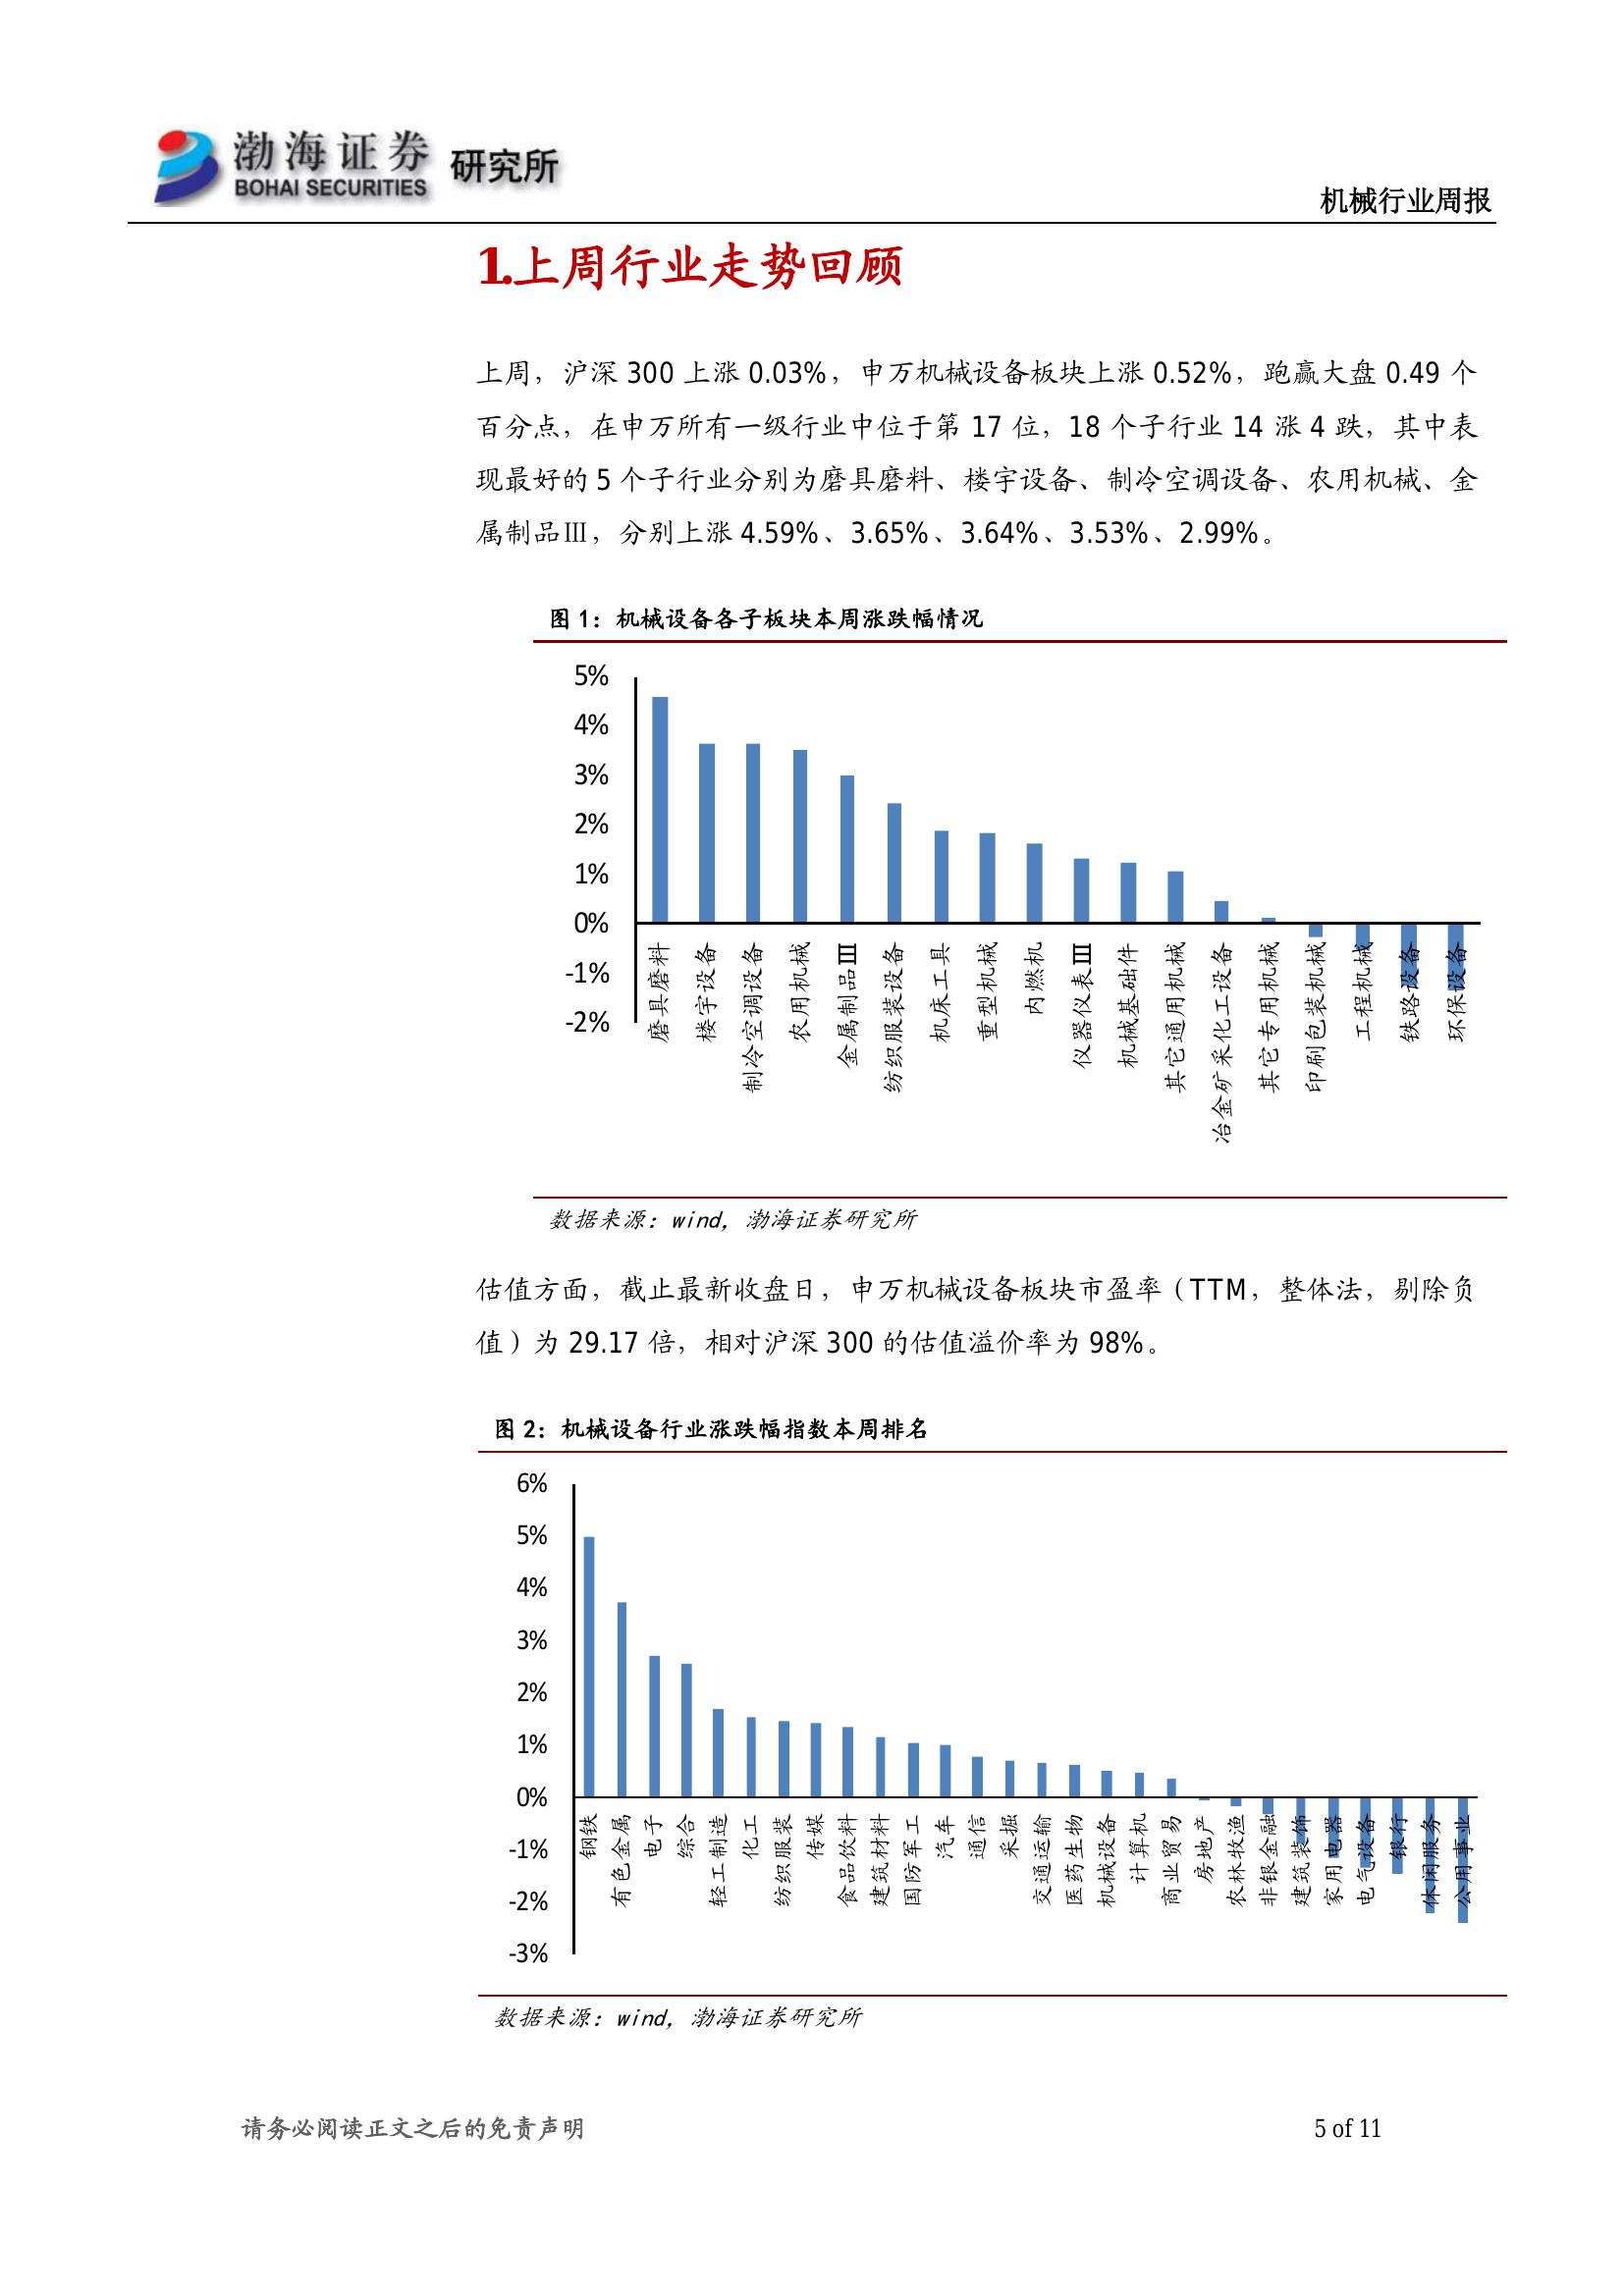 渤海证券 研究所
BOHAI SECURITIES
机械行业周报
1.上周行业走势回顾
上周，沪深 300 上涨 0.03%，申万机械设备板块上涨 0.52%，跑赢大盘 0.49 个
百分点，在申万所有一级行业中位于第 17 位，18 个子行业 14 涨 4 跌，其中表
现最好的 5 个子行业分别为磨具磨料、楼宇设备、制冷空调设备、农用机械、金
属制品Ⅲ，分别上涨 4.59%、3.65%、3.64%、3.53%、2.99%。
图 1：机械设备各子板块本周涨跌幅情况
5%
4%
3%
2%
1%
0%
-1%
-2%
磨具磨料
楼宇设备
制冷空调设备
农用机械
金属制品Ⅲ
纺织服装设备
机床工具
重型机械
内燃机
仪器仪表Ⅲ
机械基础件
其它通用机械
冶金矿采化工设备
其它专用机械
印刷包装机械
工程机械
铁路设备
环保设备
数据来源：wind，渤海证券研究所
估值方面，截止最新收盘日，申万机械设备板块市盈率（TTM，整体法，剔除负
值）为 29.17 倍，相对沪深 300 的估值溢价率为 98%。
图 2：机械设备行业涨跌幅指数本周排名
6%
5%
4%
3%
2%
1%
0%
-1%
-2%
-3%
钢铁
有色金属
电子
综合
轻工制造
化工
纺织服装
传媒
食品饮料
建筑材料
国防军工
汽车
通信
采掘
交通运输
医药生物
机械设备
计算机
商业贸易
房地产
农林牧渔
非银金融
建筑装饰
家用电器
电气设备
银行
休闲服务
公用事业
数据来源：wind，渤海证券研究所
请务必阅读正文之后的免责声明
5 of 11